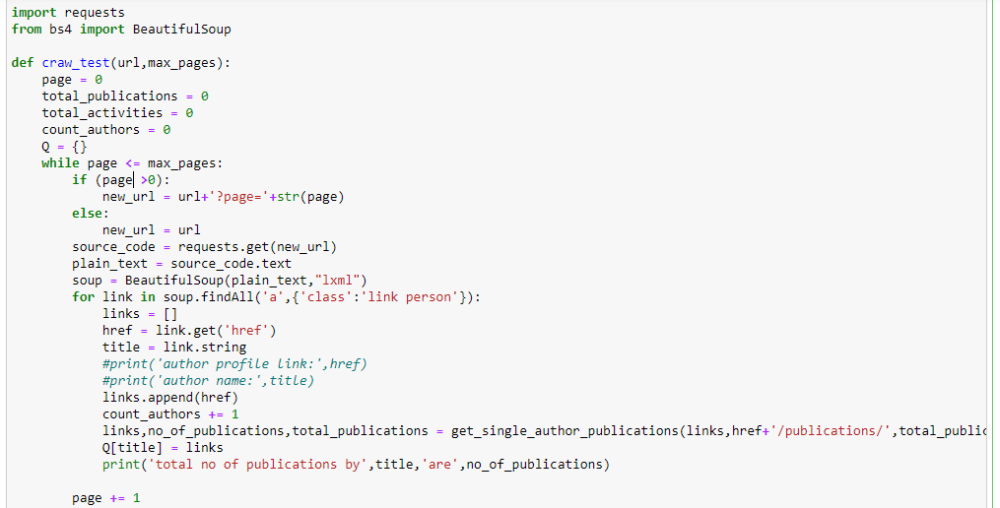 import requests
from bs4 import BeautifulSoup

def craw_test(url,max_pages):
    page = 0
    total_publications = 0
    total_activities = 0
    count_authors = 0
    Q = {}
    while page <= max_pages:
        if (page >0):
            new_url = url+'?page='+str(page)
        else:
            new_url = url
        source_code = requests.get(new_url)
        plain_text = source_code.text
        soup = BeautifulSoup(plain_text,"lxml")
        for link in soup.findAll('a',{'class':'link person'}):
            links = []
            href = link.get('href')
            title = link.string
            #print('author profile link:',href)
            #print('author name:',title)
            links.append(href)
            count_authors += 1
            links,no_of_publications,total_publications = get_single_author_publications(links,href+'/publications/',total_public
            Q[title] = links
            print('total no of publications by',title,'are',no_of_publications)

        page += 1